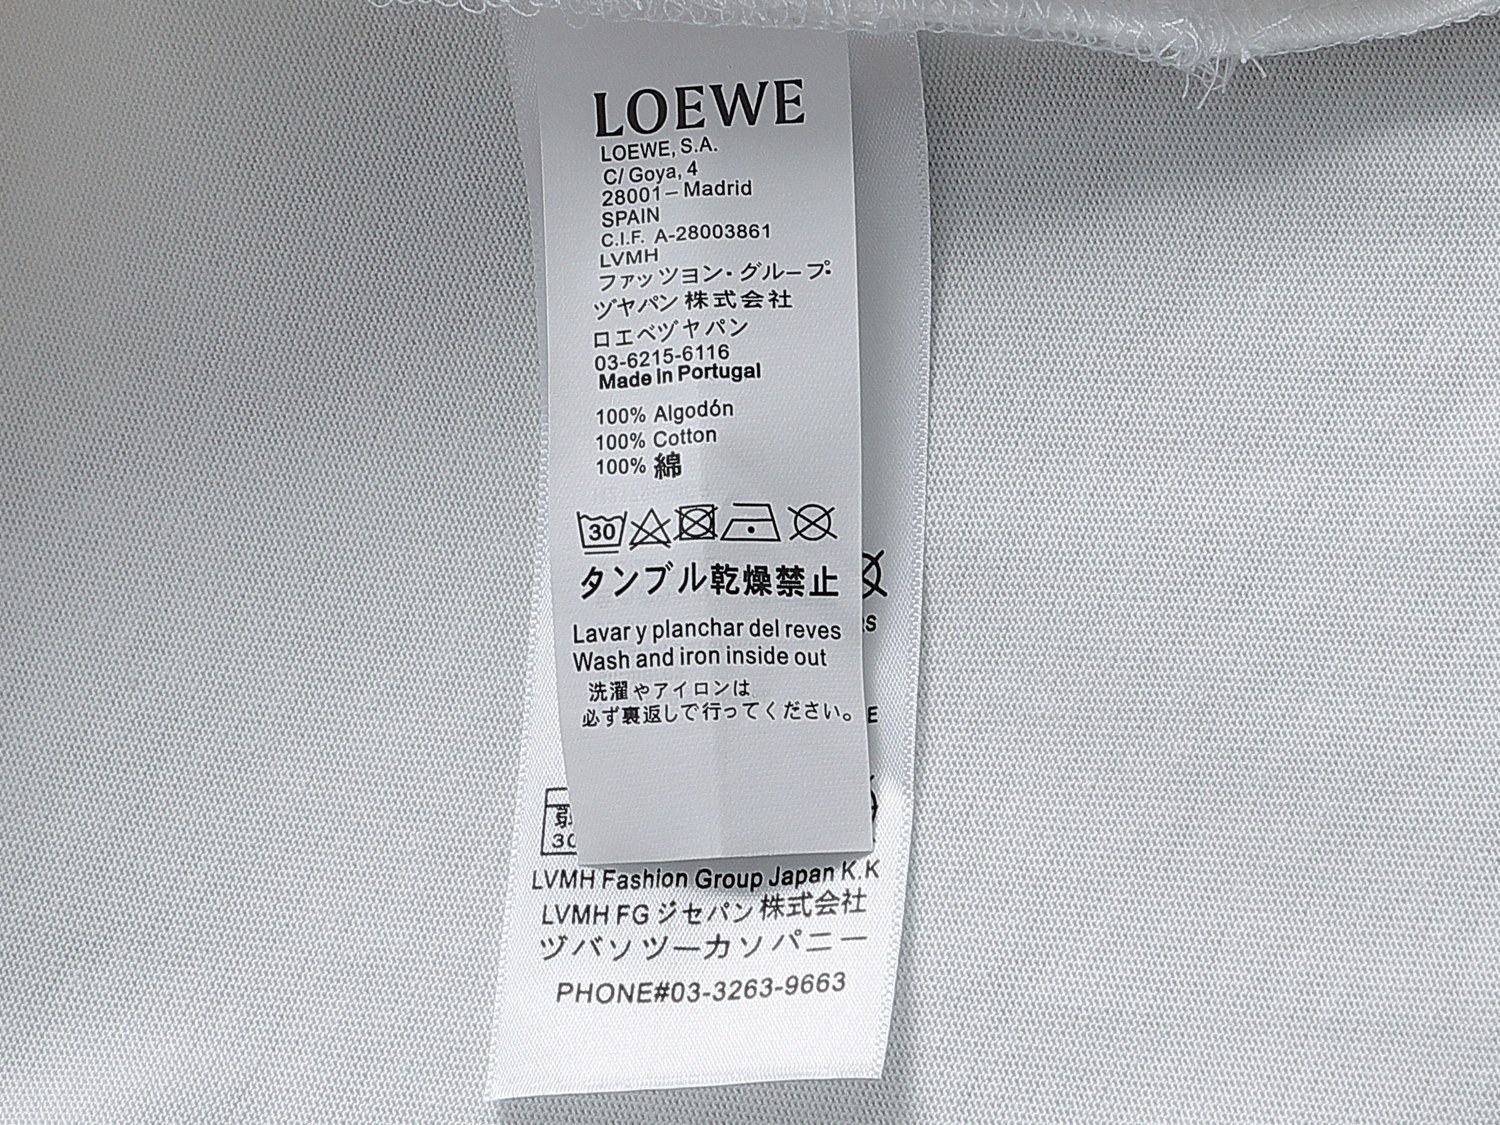 LOEWE
LOEWE, S.A.
C/ Goya, 4
28001 – Madrid
SPAIN
C.I.F. A-28003861
LVMH
ファッツヨン・グループ
ヅヤパン 株式会社
ロエベヅヤパン
03-6215-6116
Made In Portugal
100% Algodón
100% Cotton
100% 綿
30
タンブル乾燥禁止
Lavar y planchar del reves
Wash and iron inside out
洗濯やアイロンは
必ず裏返しで行ってください。
LVMH Fashion Group Japan K.K
LVMH FG ジセパン 株式会社
ヅバソツーカソパニー
PHONE#03-3263-9663